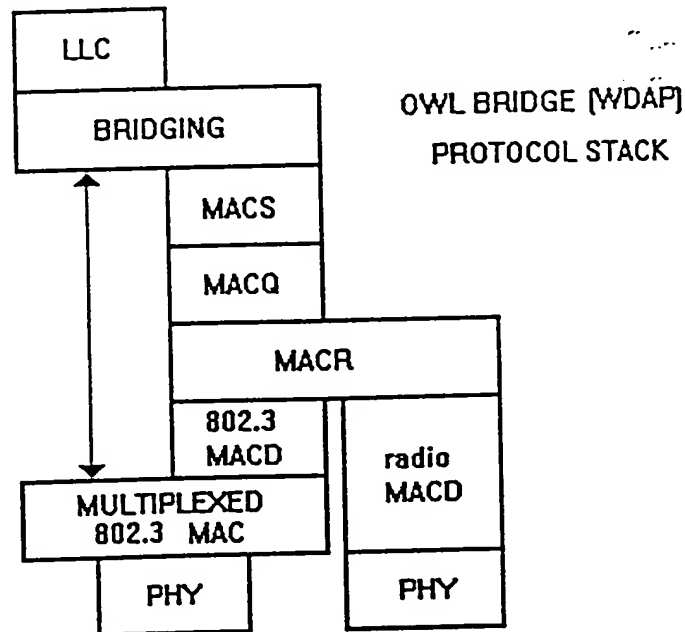 LLC
OWL BRIDGE (WDAP)
PROTOCOL STACK
BRIDGING
MACS
MACQ
MACR
802.3
MACD
radio
MACD
MULTIPLEXED
802.3 MAC
PHY
PHY